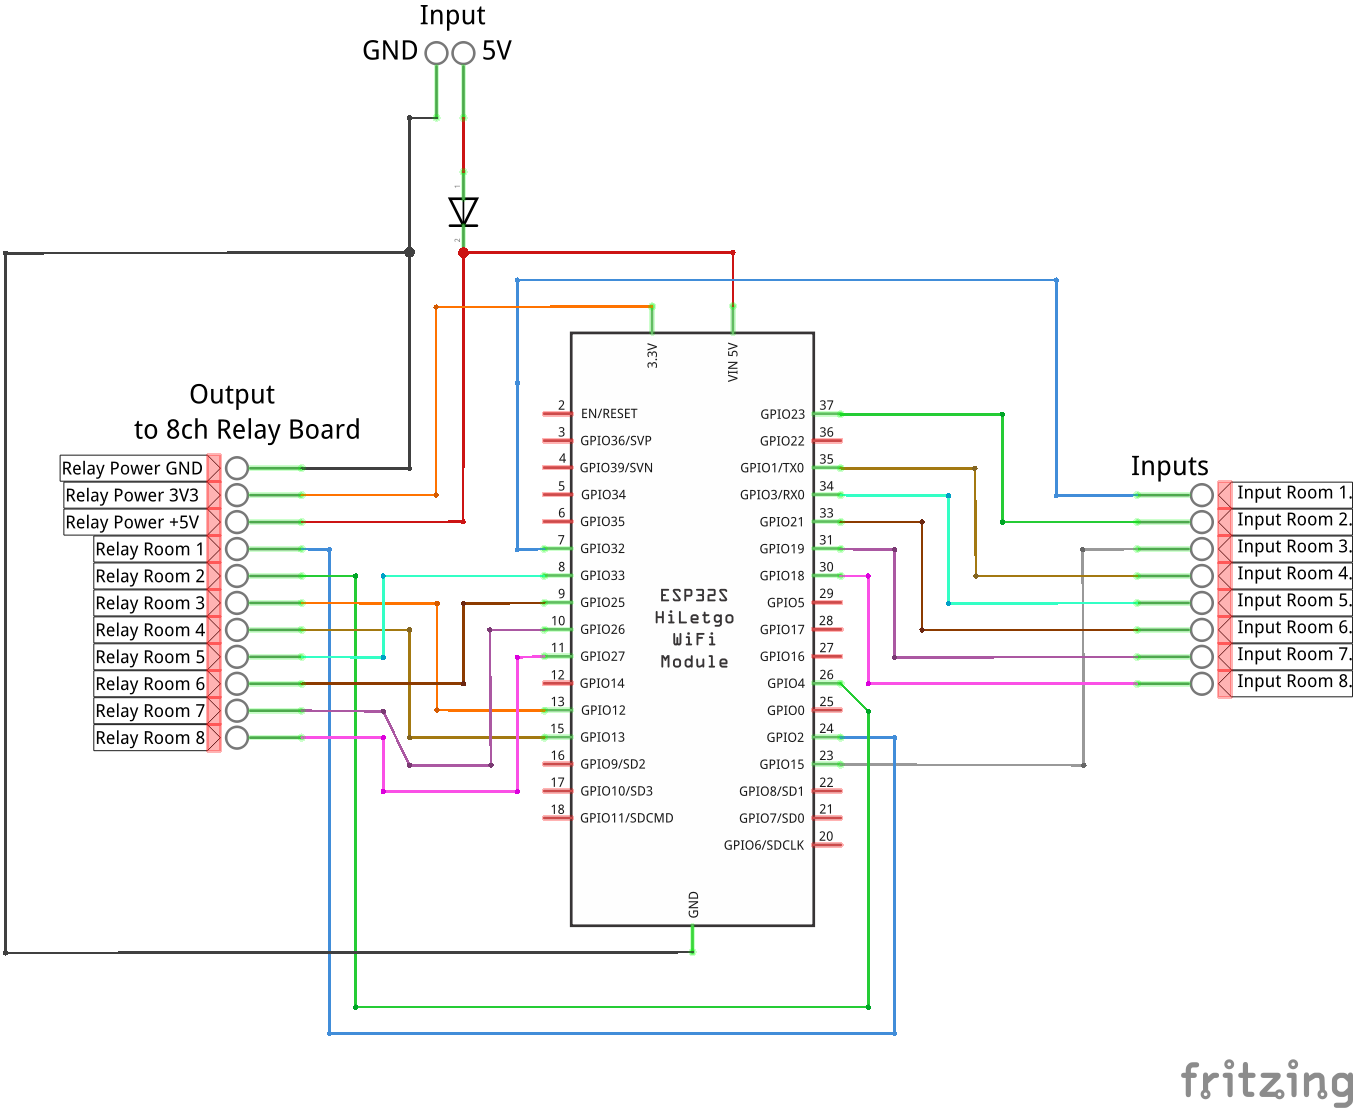 Input
GND 5V
1
2
Output
to 8ch Relay Board
Relay Power GND
Relay Power 3V3
Relay Power +5V
Relay Room 1
Relay Room 2
Relay Room 3
Relay Room 4
Relay Room 5
Relay Room 6
Relay Room 7
Relay Room 8
3.3V
VIN 5V
2 EN/RESET
3 GPIO36/SVP
4 GPIO39/SVN
5 GPIO34
6 GPIO35
7 GPIO32
8 GPIO33
9 GPIO25
10 GPIO26
11 GPIO27
12 GPIO14
13 GPIO12
15 GPIO13
16 GPIO9/SD2
17 GPIO10/SD3
18 GPIO11/SDCMD
ESP32S
HiLetgo
WiFi
Module
GPIO23 37
GPIO22 36
GPIO1/TX0 35
GPIO3/RX0 34
GPIO21 33
GPIO19 31
GPIO18 30
GPIO5 29
GPIO17 28
GPIO16 27
GPIO4 26
GPIO0 25
GPIO2 24
GPIO15 23
GPIO8/SD1 22
GPIO7/SD0 21
GPIO6/SDCLK 20
GND
Inputs
Input Room 1.
Input Room 2.
Input Room 3.
Input Room 4.
Input Room 5.
Input Room 6.
Input Room 7.
Input Room 8.
fritzing